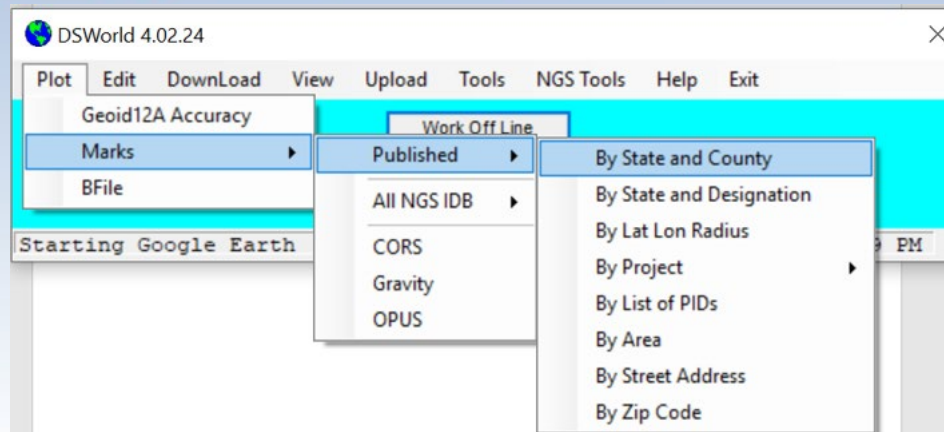 DSWorld 4.02.24
Plot Edit DownLoad View Upload Tools NGS Tools Help Exit
Geoid12A Accuracy
Marks
BFile
Work Off Line
Published
All NGS IDB
CORS
Gravity
OPUS
By State and County
By State and Designation
By Lat Lon Radius
By Project
By List of PIDs
By Area
By Street Address
By Zip Code
Starting Google Earth
PM